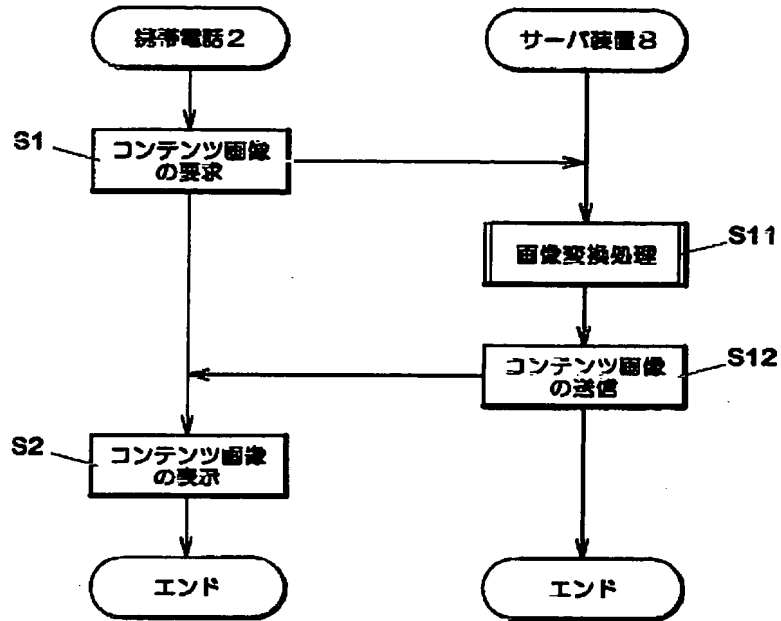 携帯電話2
サーバ装置8
S1
コンテンツ画像
の要求
画像変換処理
S11
コンテンツ画像
の送信
S12
S2
コンテンツ画像
の表示
エンド
エンド